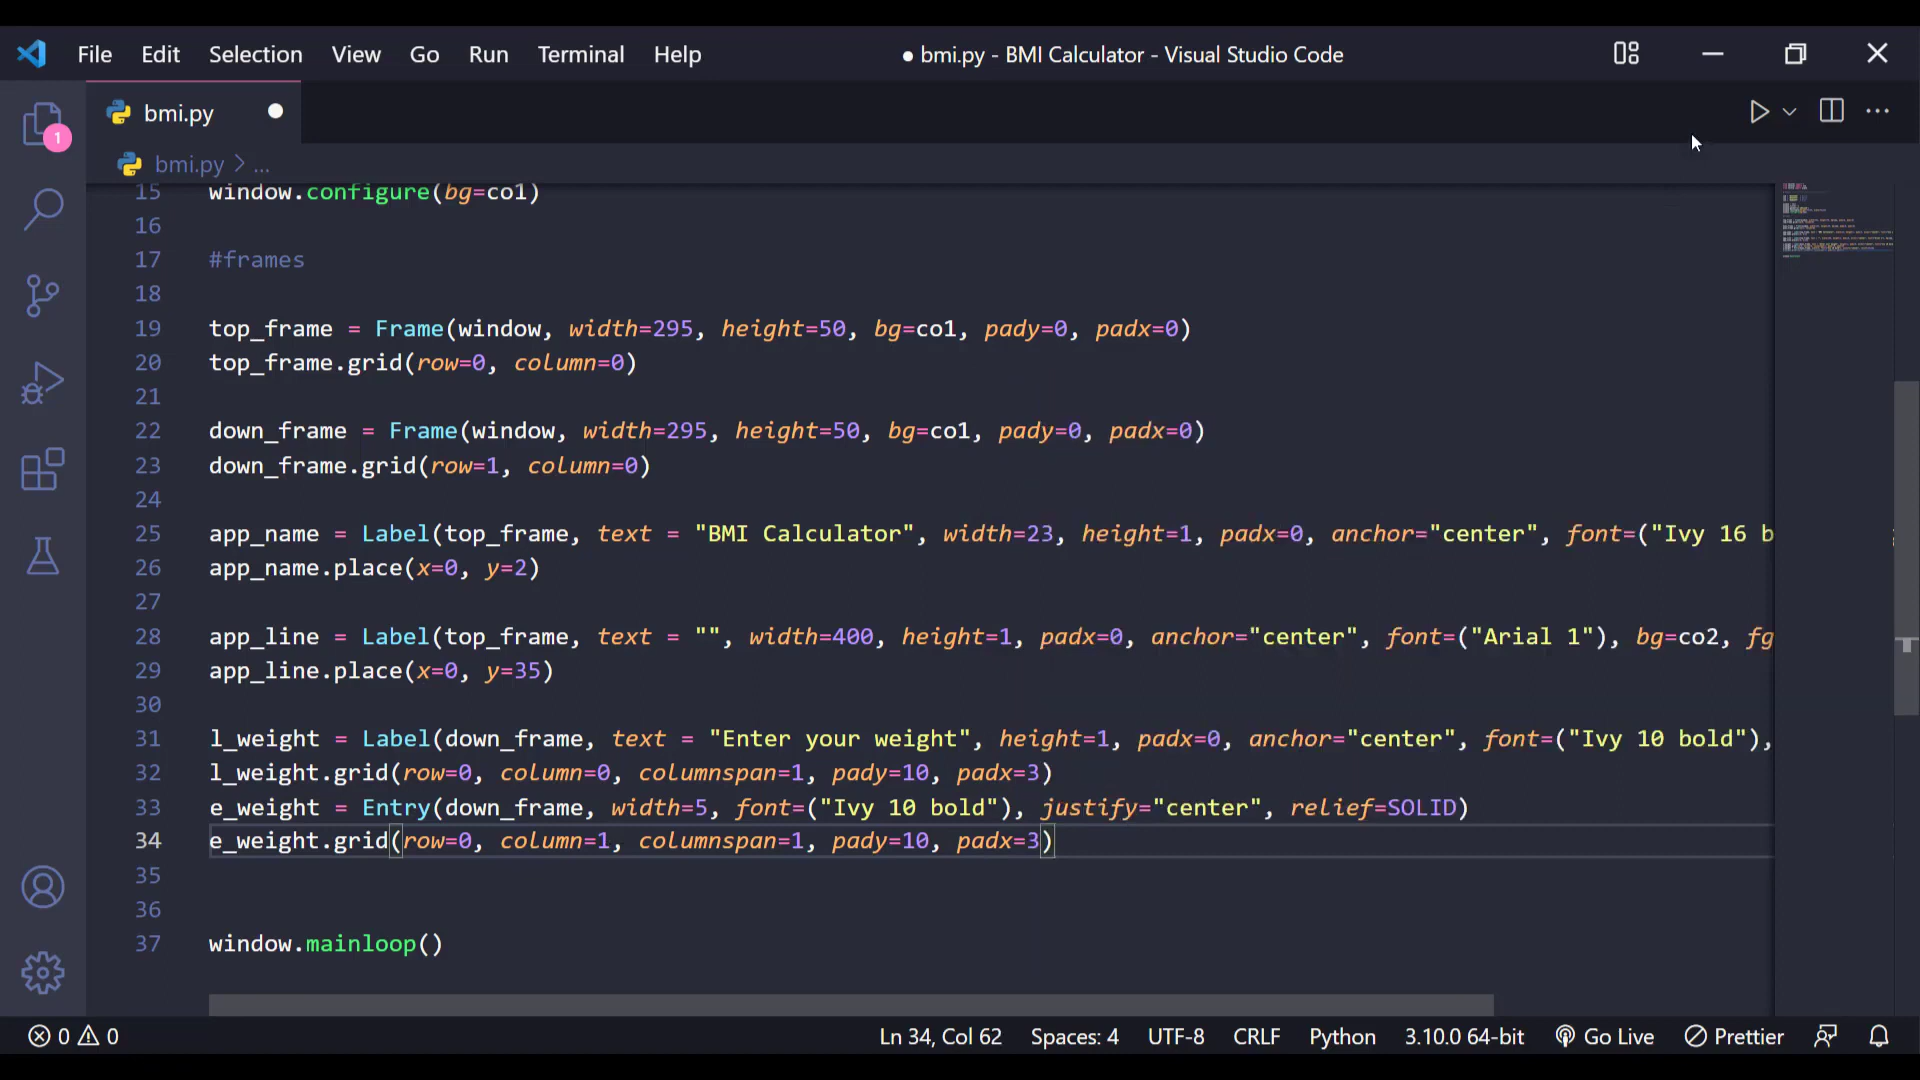 File Edit Selection View Go Run Terminal Help ● bmi.py - BMI Calculator - Visual Studio Code
bmi.py
1
bmi.py > ...
15 window.configure(bg=co1)
16
17 #frames
18
19 top_frame = Frame(window, width=295, height=50, bg=co1, pady=0, padx=0)
20 top_frame.grid(row=0, column=0)
21
22 down_frame = Frame(window, width=295, height=50, bg=co1, pady=0, padx=0)
23 down_frame.grid(row=1, column=0)
24
25 app_name = Label(top_frame, text = "BMI Calculator", width=23, height=1, padx=0, anchor="center", font=("Ivy 16 b
26 app_name.place(x=0, y=2)
27
28 app_line = Label(top_frame, text = "", width=400, height=1, padx=0, anchor="center", font=("Arial 1"), bg=co2, fg
29 app_line.place(x=0, y=35)
30
31 l_weight = Label(down_frame, text = "Enter your weight", height=1, padx=0, anchor="center", font=("Ivy 10 bold"),
32 l_weight.grid(row=0, column=0, columnspan=1, pady=10, padx=3)
33 e_weight = Entry(down_frame, width=5, font=("Ivy 10 bold"), justify="center", relief=SOLID)
34 e_weight.grid(row=0, column=1, columnspan=1, pady=10, padx=3)
35
36
37 window.mainloop()
0 0 Ln 34, Col 62 Spaces: 4 UTF-8 CRLF Python 3.10.0 64-bit Go Live Prettier